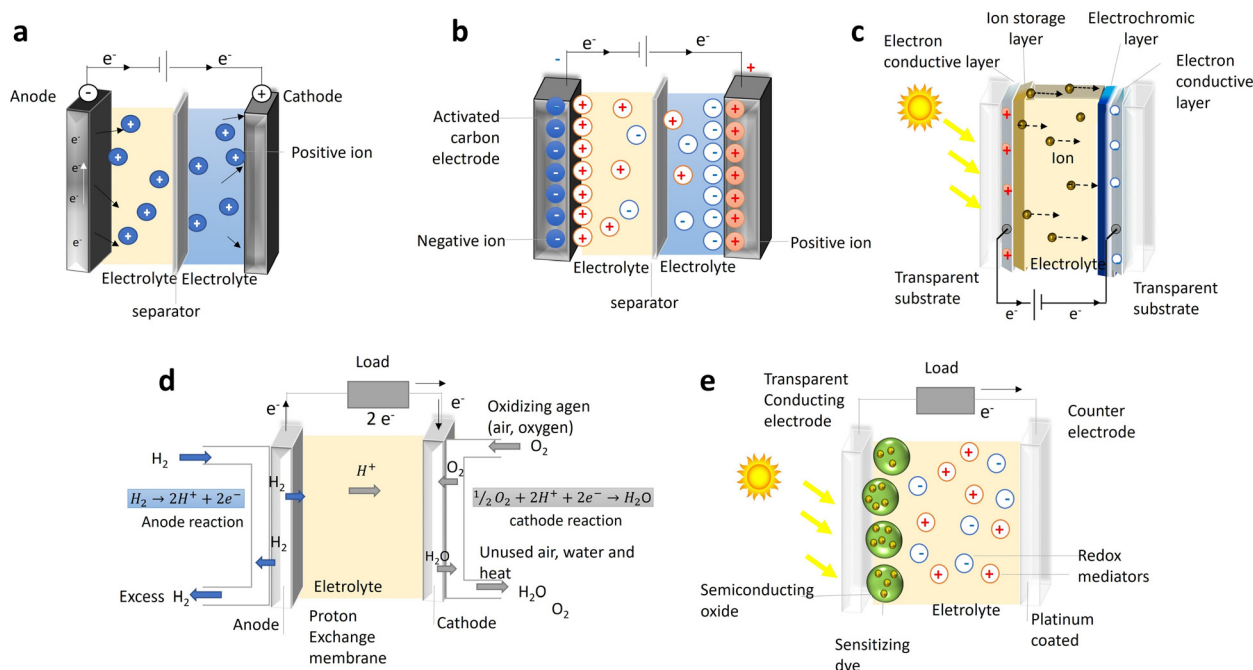 a
e⁻
e⁻
Anode
-
+
Cathode
e⁻
e⁻
e⁻
e⁻
+
+
+
+
+
+
+
+
+
+
Positive ion
Electrolyte
Electrolyte
separator
b
e⁻
e⁻
-
+
Activated
carbon
electrode
Negative ion
Positive ion
Electrolyte
Electrolyte
separator
c
Ion storage
layer
Electrochromic
layer
Electron
conductive layer
Electron
conductive
layer
Ion
Electrolyte
Transparent
substrate
Transparent
substrate
e⁻
e⁻
d
Load
2 e⁻
e⁻
e⁻
Oxidizing agen
(air, oxygen)
O₂
H₂
H₂
H⁺
O₂
H₂ → 2H⁺ + 2e⁻
Anode reaction
½ O₂ + 2H⁺ + 2e⁻ → H₂O
cathode reaction
H₂
H₂O
Unused air, water and
heat
H₂O
O₂
Excess H₂
Eletrolyte
Anode
Proton
Exchange
membrane
Cathode
e
Load
e⁻
Transparent
Conducting
electrode
Counter
electrode
Redox
mediators
Semiconducting
oxide
Eletrolyte
Sensitizing
dye
Platinum
coated